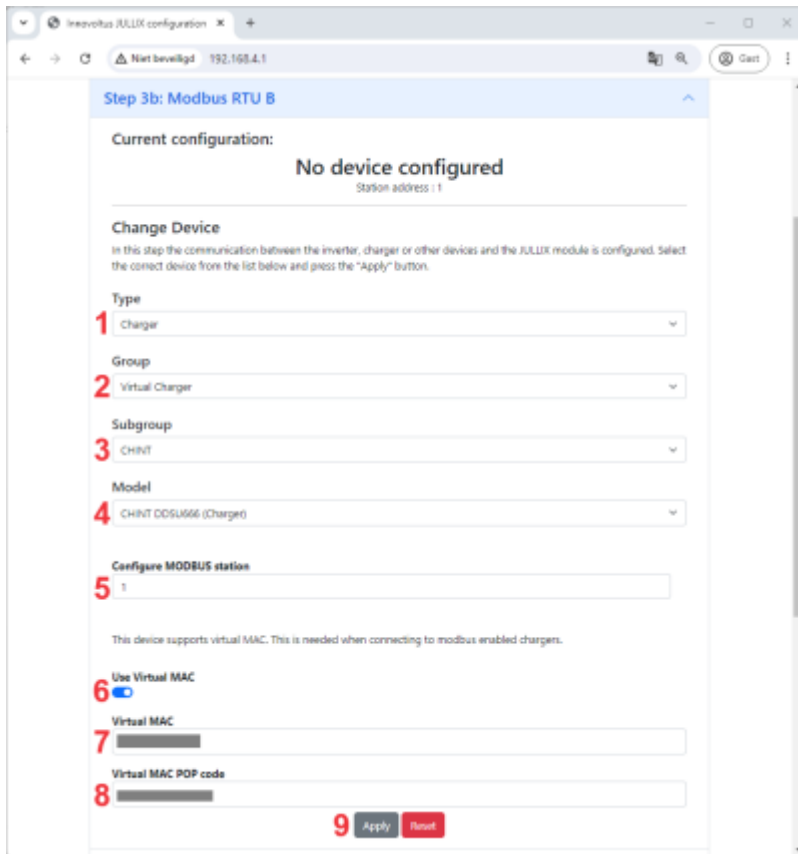 Innovoltus JULLIX configuration
Niet beveiligd 192.168.4.1
Gast
Step 3b: Modbus RTU B
Current configuration:
No device configured
Station address : 1
Change Device
In this step the communication between the inverter, charger or other devices and the JULLIX module is configured. Select
the correct device from the list below and press the "Apply" button.
Type
1 Charger
Group
2 Virtual Charger
Subgroup
3 CHINT
Model
4 CHINT DDSU666 (Charger)
Configure MODBUS station
5 1
This device supports virtual MAC. This is needed when connecting to modbus enabled chargers.
Use Virtual MAC
6
Virtual MAC
7
Virtual MAC POP code
8
9 Apply Reset